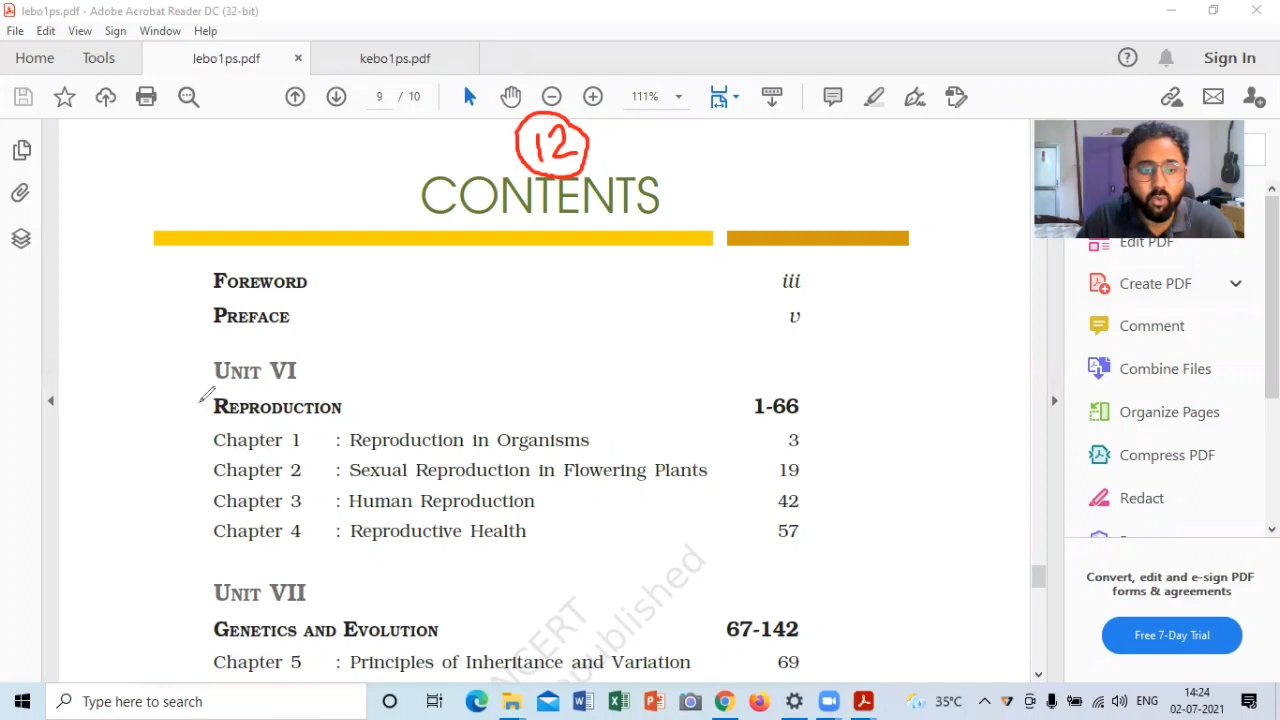 lebo1ps.pdf - Adobe Acrobat Reader DC (32-bit)
File Edit View Sign Window Help
Home Tools lebo1ps.pdf × kebo1ps.pdf Sign In
9 / 10 111%
12
CONTENTS
FOREWORD iii
PREFACE v
UNIT VI
REPRODUCTION 1-66
Chapter 1 : Reproduction in Organisms 3
Chapter 2 : Sexual Reproduction in Flowering Plants 19
Chapter 3 : Human Reproduction 42
Chapter 4 : Reproductive Health 57
UNIT VII
GENETICS AND EVOLUTION 67-142
Chapter 5 : Principles of Inheritance and Variation 69
NCERT
published
Edit PDF
Create PDF
Comment
Combine Files
Organize Pages
Compress PDF
Redact
Convert, edit and e-sign PDF
forms & agreements
Free 7-Day Trial
Type here to search
35°C ENG 14:24
02-07-2021